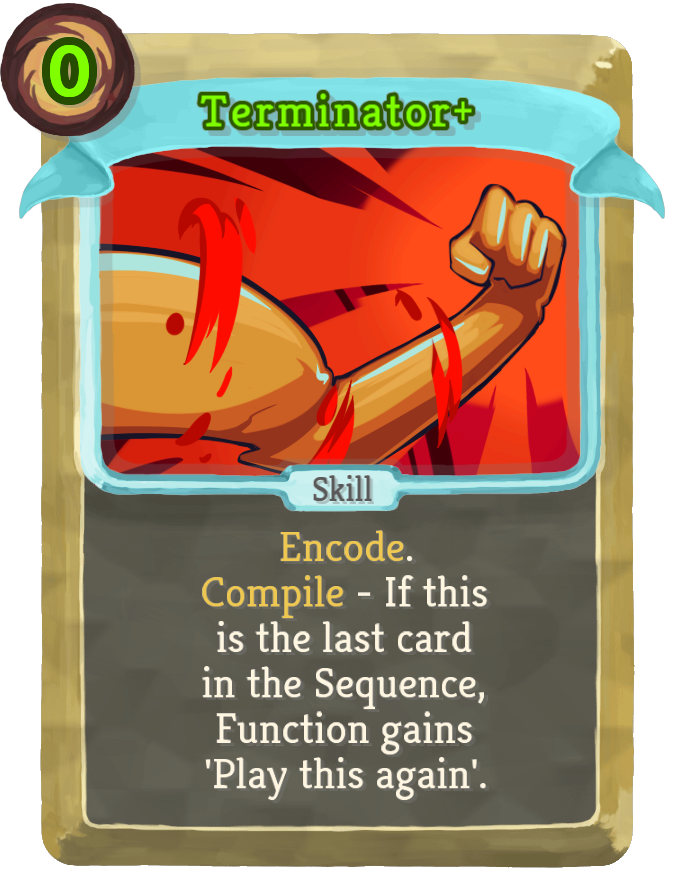 0
Terminator+
Skill
Encode.
Compile - If this
is the last card
in the Sequence,
Function gains
'Play this again'.